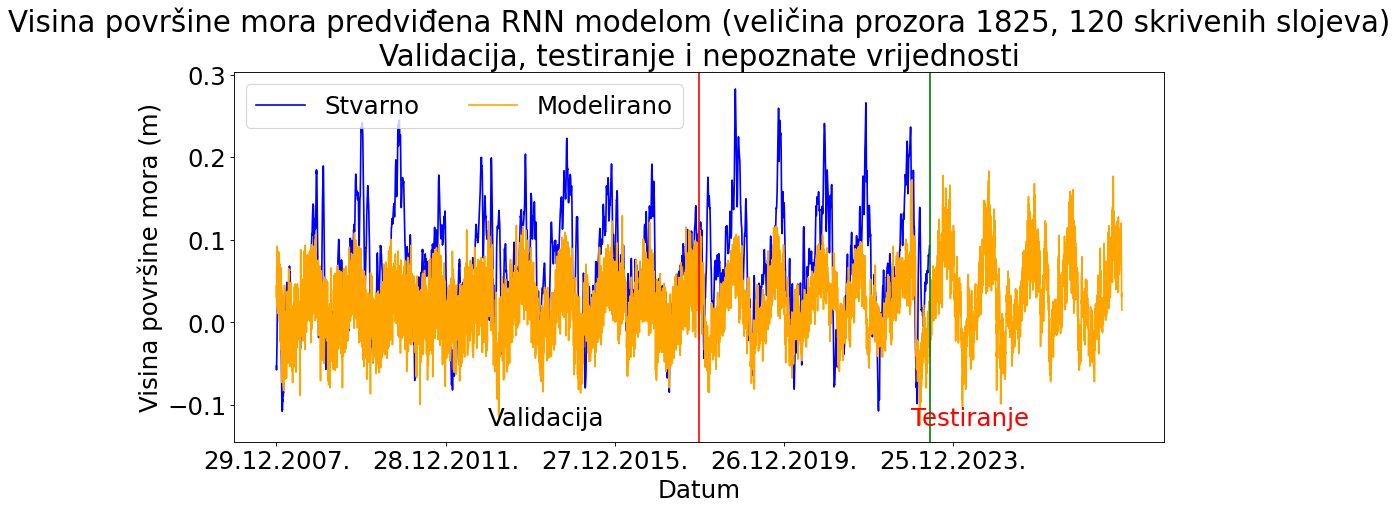 Visina površine mora predviđena RNN modelom (veličina prozora 1825, 120 skrivenih slojeva)
Validacija, testiranje i nepoznate vrijednosti
Stvarno
Modelirano
Visina površine mora (m)
0.3
0.2
0.1
0.0
−0.1
Validacija
Testiranje
29.12.2007.
28.12.2011.
27.12.2015.
26.12.2019.
25.12.2023.
Datum